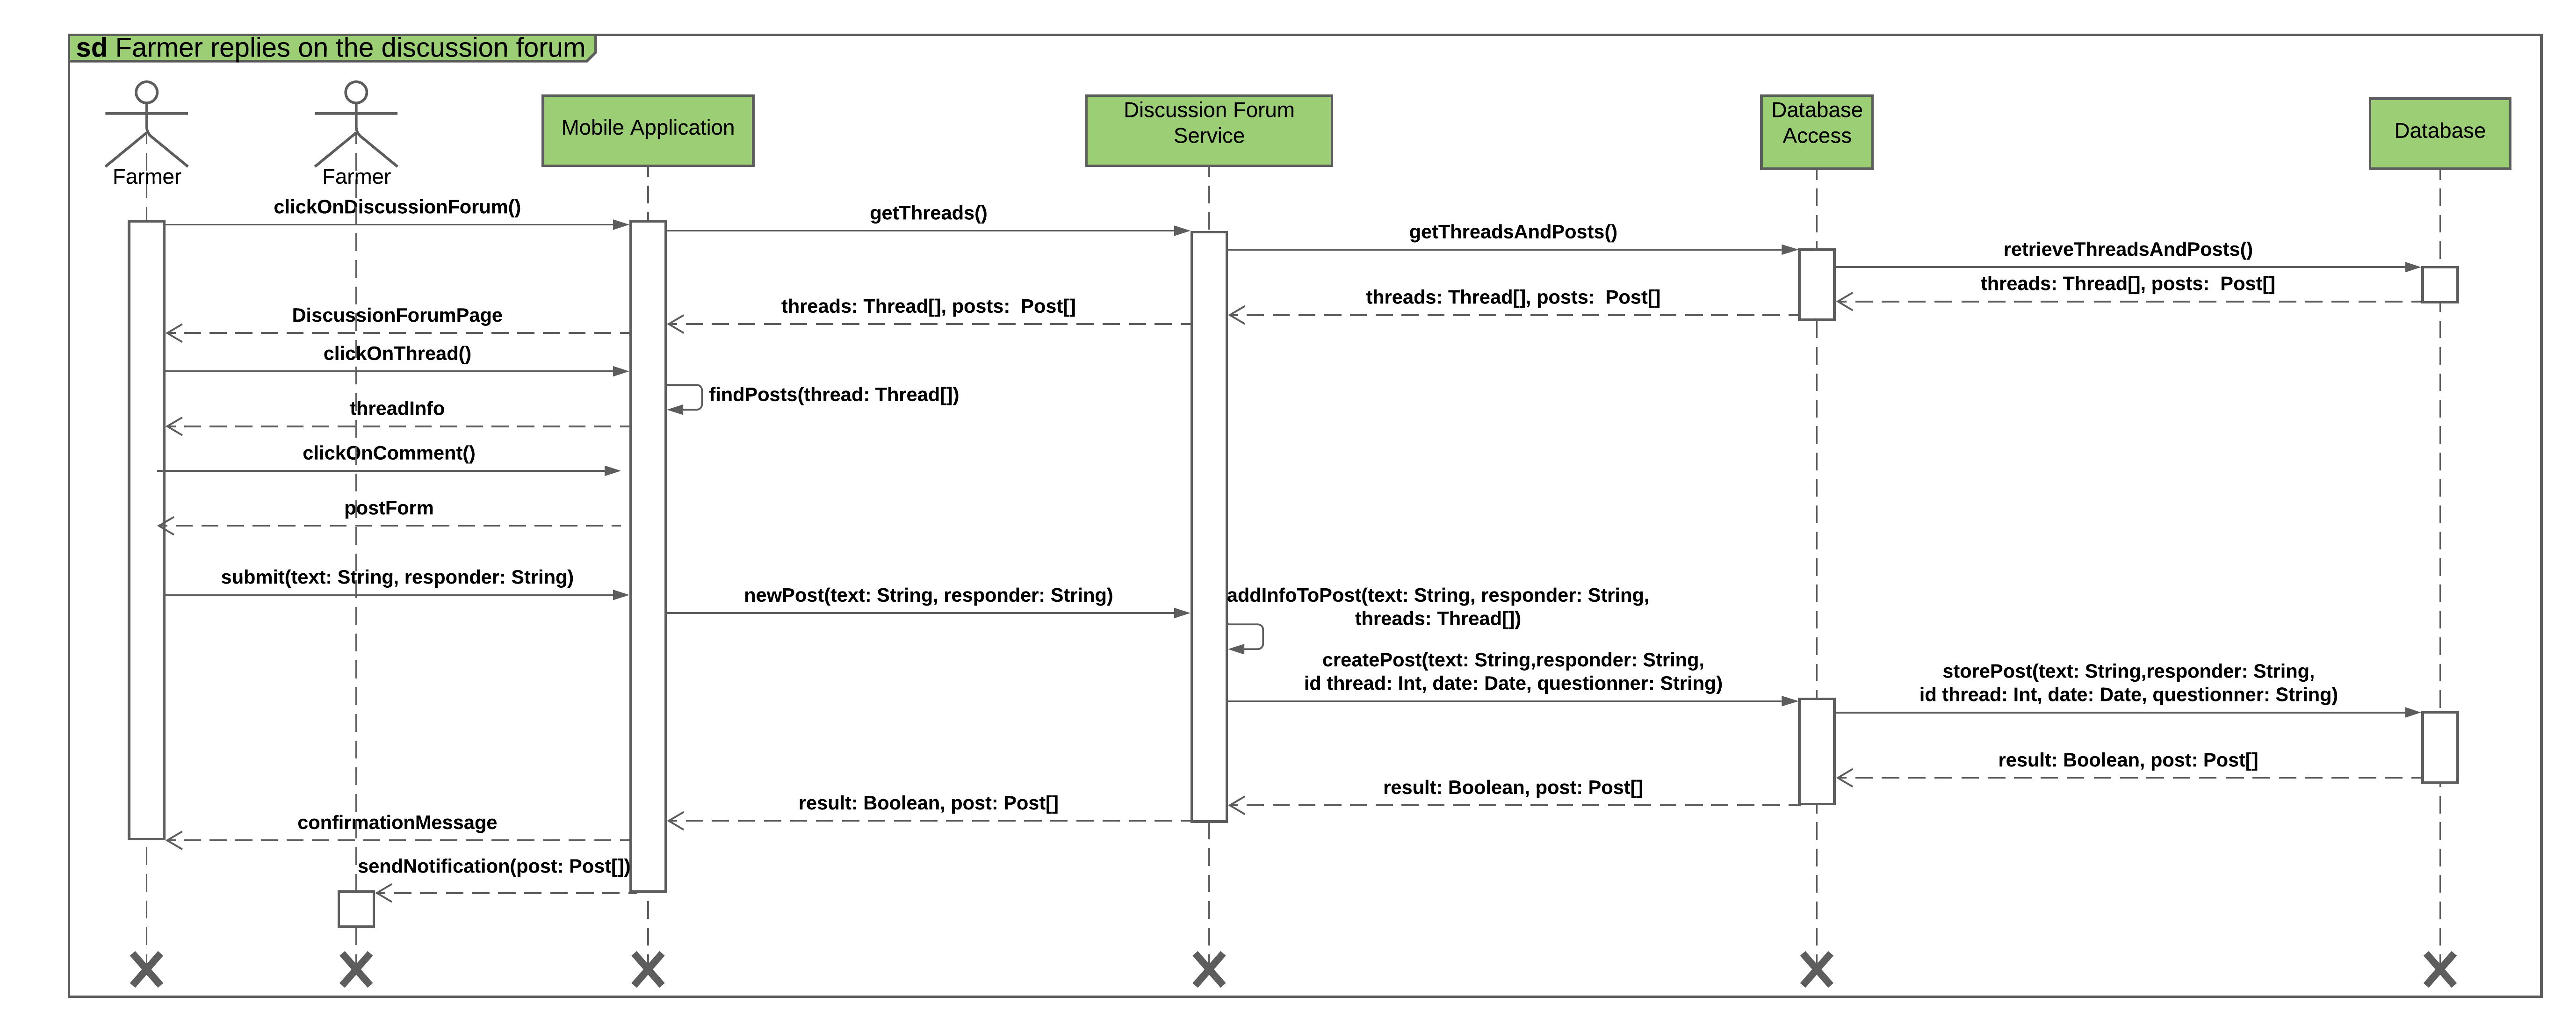 sd Farmer replies on the discussion forum
Farmer
Farmer
Mobile Application
Discussion Forum
Service
Database
Access
Database
clickOnDiscussionForum()
getThreads()
getThreadsAndPosts()
retrieveThreadsAndPosts()
threads: Thread[], posts:  Post[]
threads: Thread[], posts:  Post[]
threads: Thread[], posts:  Post[]
DiscussionForumPage
clickOnThread()
findPosts(thread: Thread[])
threadInfo
clickOnComment()
postForm
submit(text: String, responder: String)
newPost(text: String, responder: String)
addInfoToPost(text: String, responder: String,
threads: Thread[])
createPost(text: String,responder: String,
id thread: Int, date: Date, questionner: String)
storePost(text: String,responder: String,
id thread: Int, date: Date, questionner: String)
result: Boolean, post: Post[]
result: Boolean, post: Post[]
result: Boolean, post: Post[]
confirmationMessage
sendNotification(post: Post[])